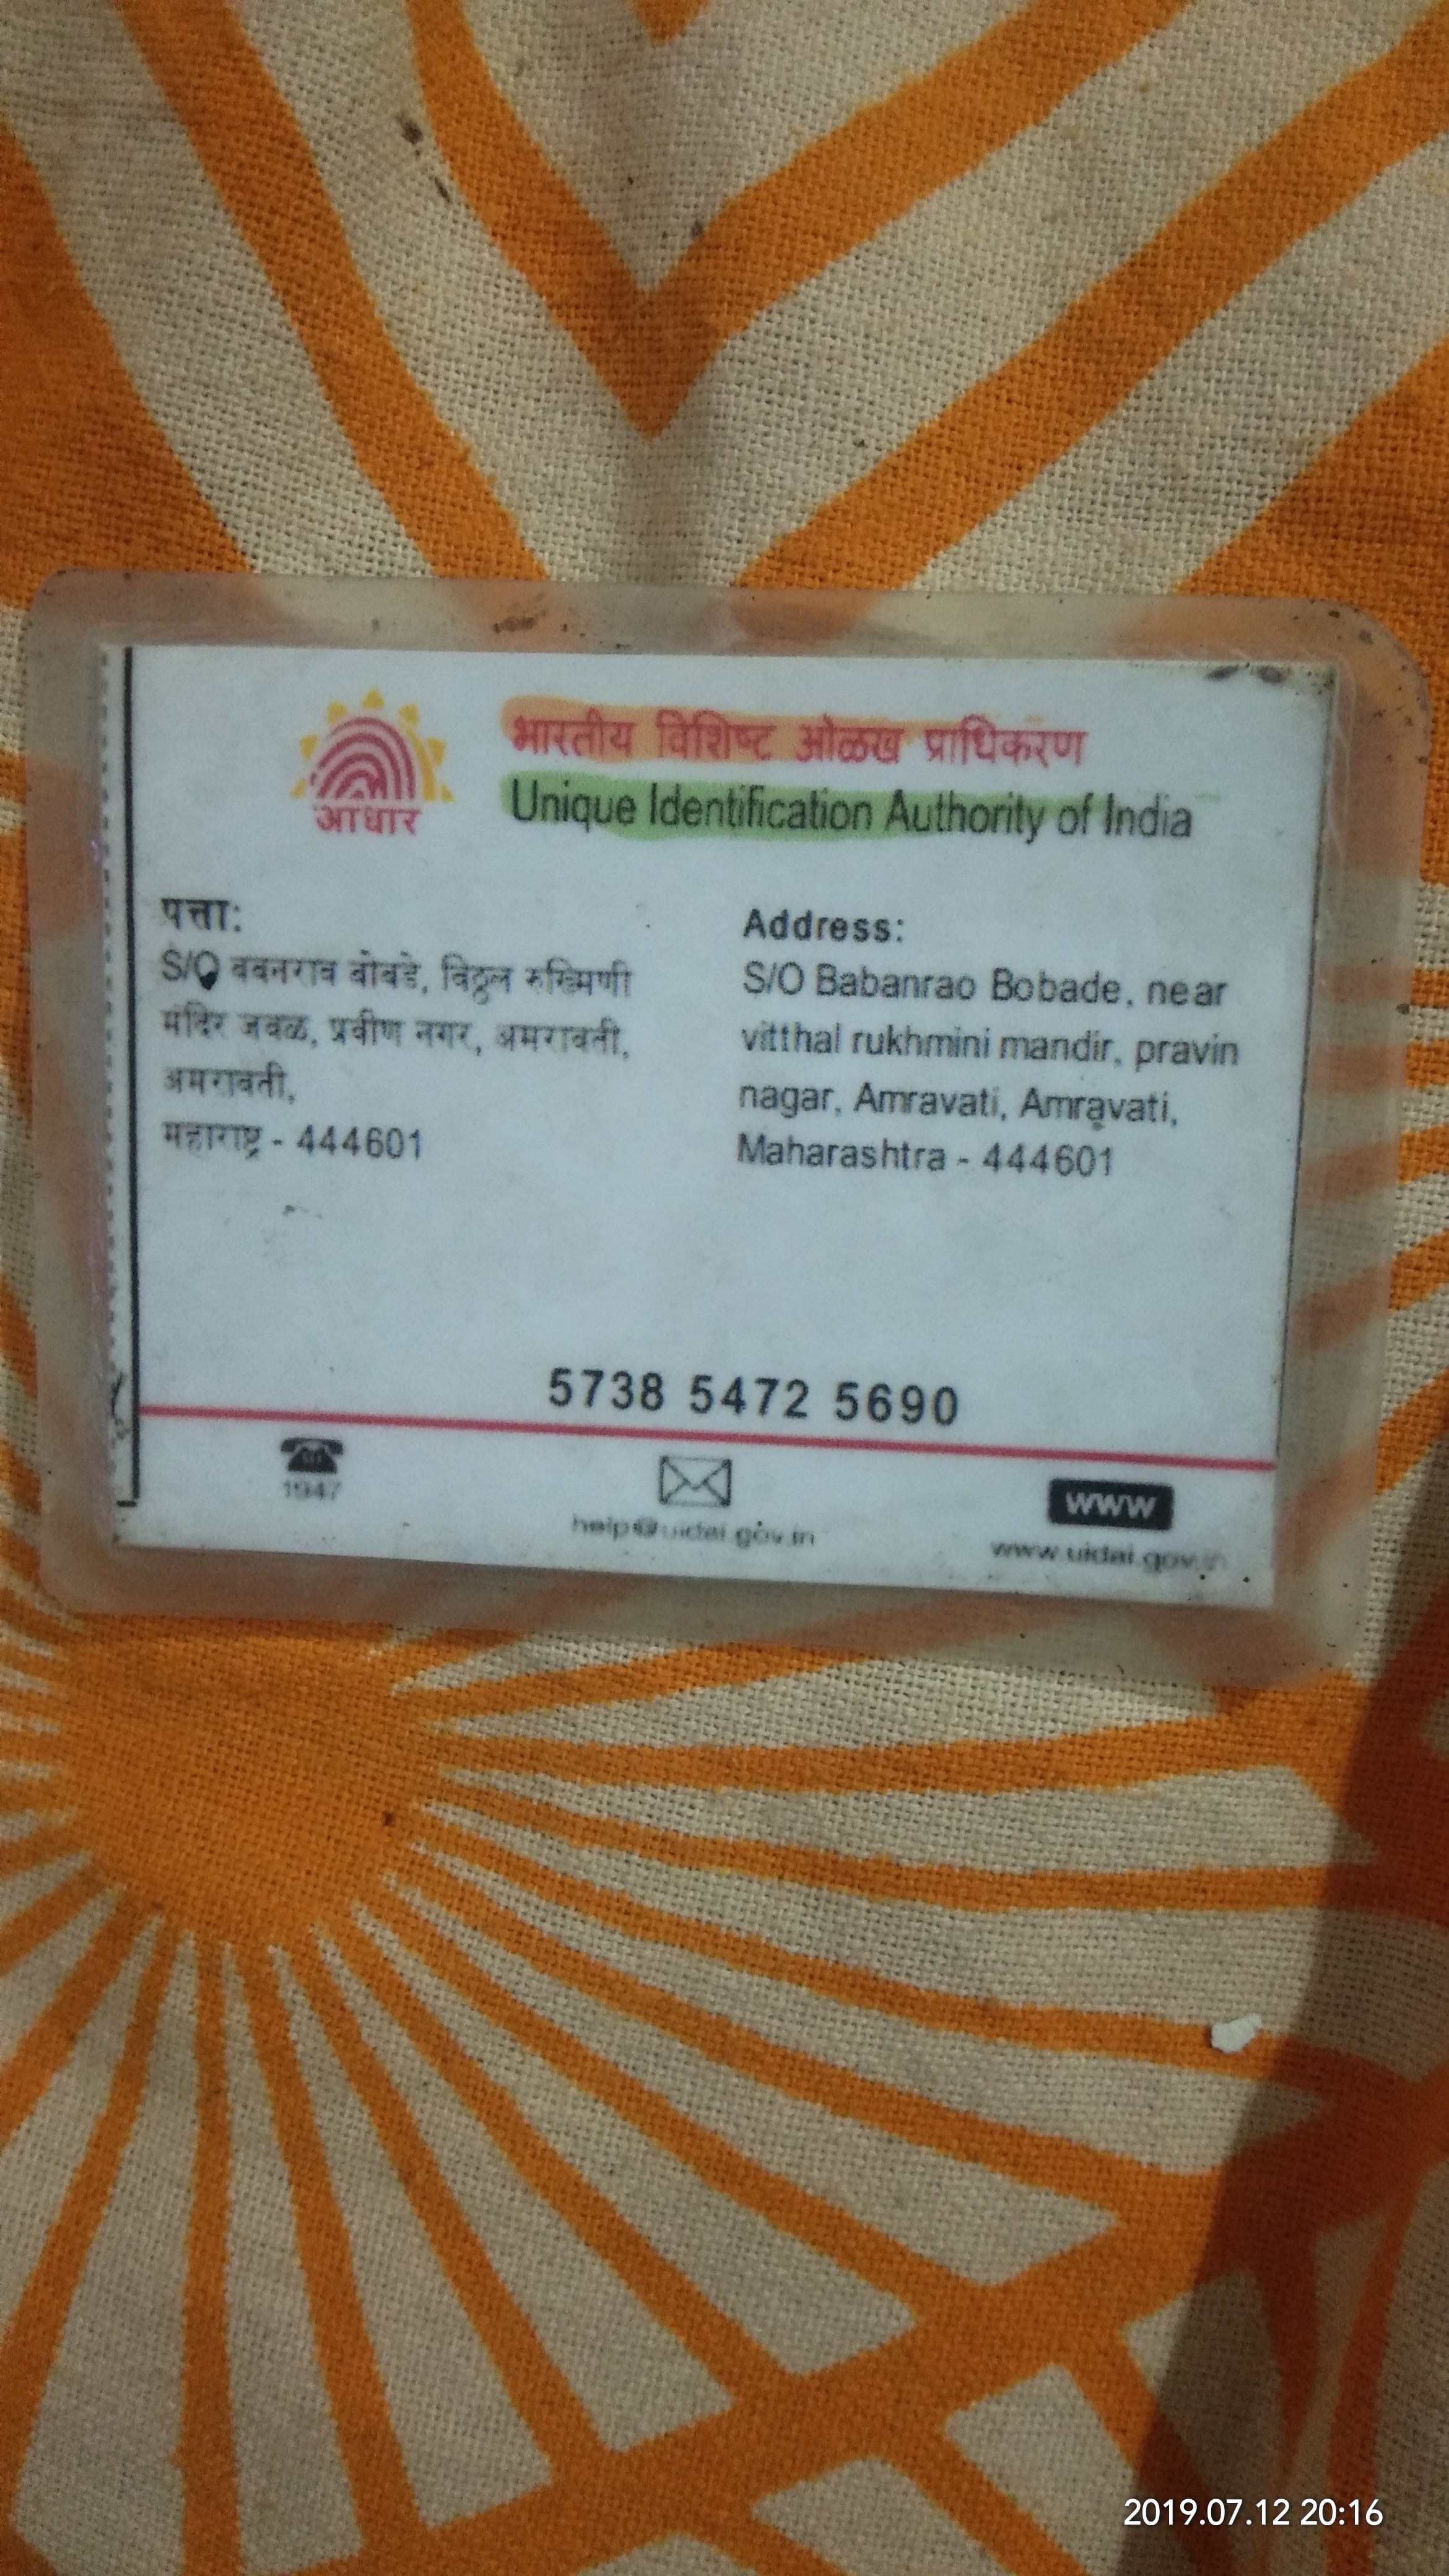 आधार
भारतीय विशिष्ट ओळख प्राधिकरण
Unique Identification Authority of India
पत्ता:
S/O बबनराव बोबडे, विठ्ठल रुख्मिणी
मंदिर जवळ, प्रवीण नगर, अमरावती,
अमरावती,
महाराष्ट्र - 444601
Address:
S/O Babanrao Bobade, near
vitthal rukhmini mandir, pravin
nagar, Amravati, Amravati,
Maharashtra - 444601
5738 5472 5690
1947
help@uidai.gov.in
www
www.uidai.gov.in
2019.07.12 20:16